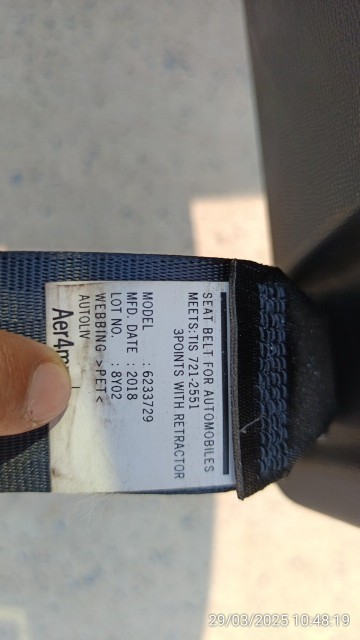 SEAT BELT FOR AUTOMOBILES
MEETS:TIS 721-2551
3POINTS WITH RETRACTOR
MODEL : 6233729
MFD. DATE : 2018
LOT NO. : 8Y02
WEBBING >PET<
AUTOLIV
29/03/2025 10:48:19